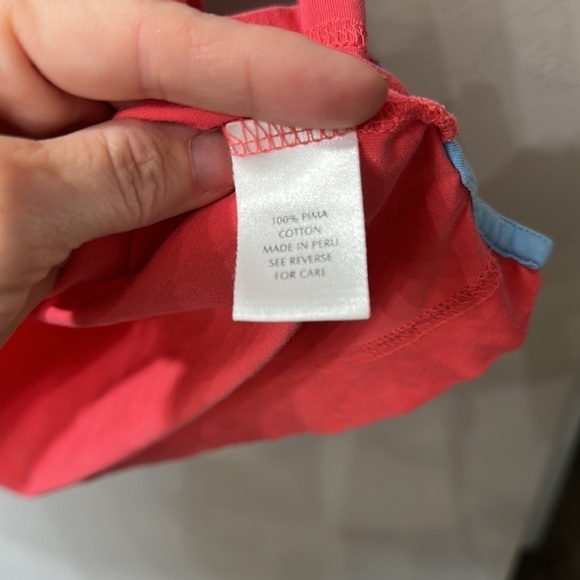 100% PIMA
COTTON
MADE IN PERU
SEE REVERSE
FOR CARE